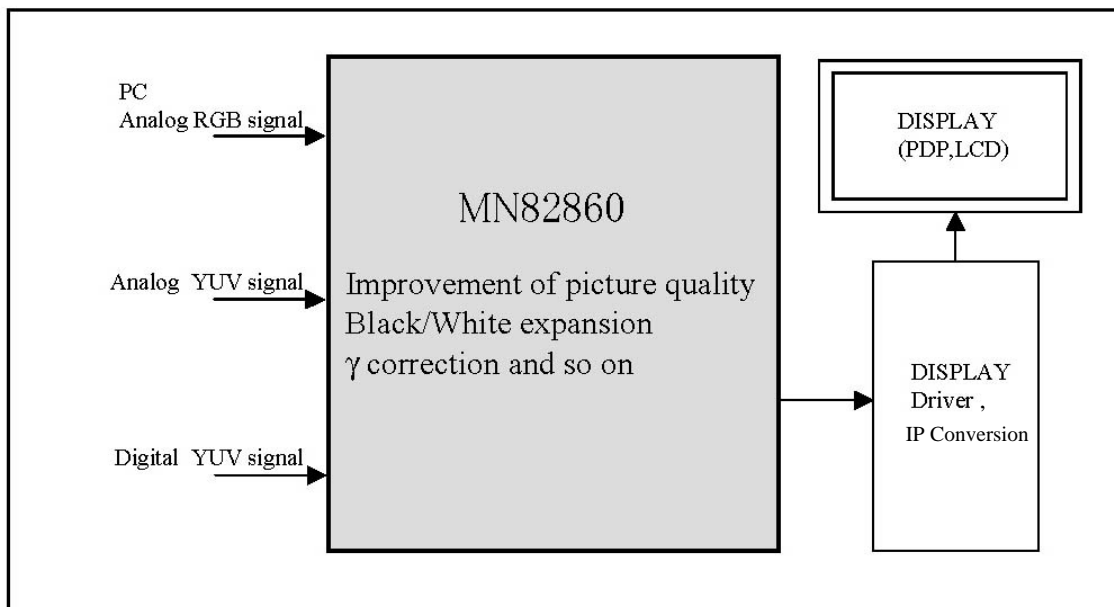 PC
Analog RGB signal
Analog YUV signal
Digital YUV signal
MN82860
Improvement of picture quality
Black/White expansion
γ correction and so on
DISPLAY
(PDP,LCD)
DISPLAY
Driver ,
IP Conversion